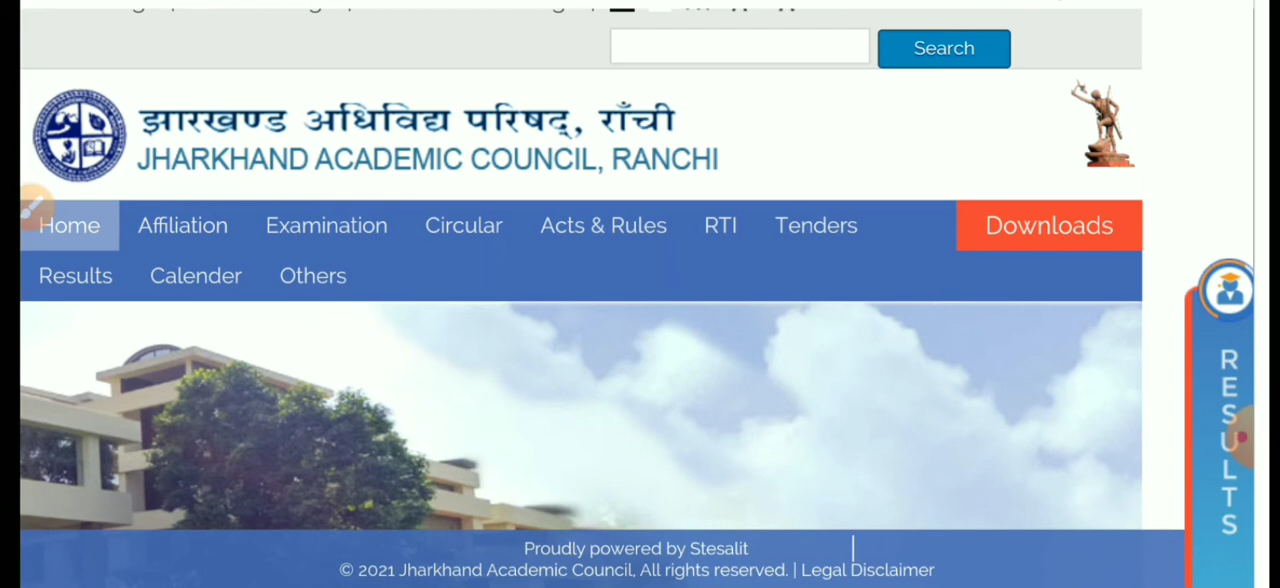 Search
झारखण्ड अधिविद्य परिषद्, राँची
JHARKHAND ACADEMIC COUNCIL, RANCHI
Home Affiliation Examination Circular Acts & Rules RTI Tenders Downloads
Results Calender Others
RESULTS
Proudly powered by Stesalit
© 2021 Jharkhand Academic Council, All rights reserved. | Legal Disclaimer